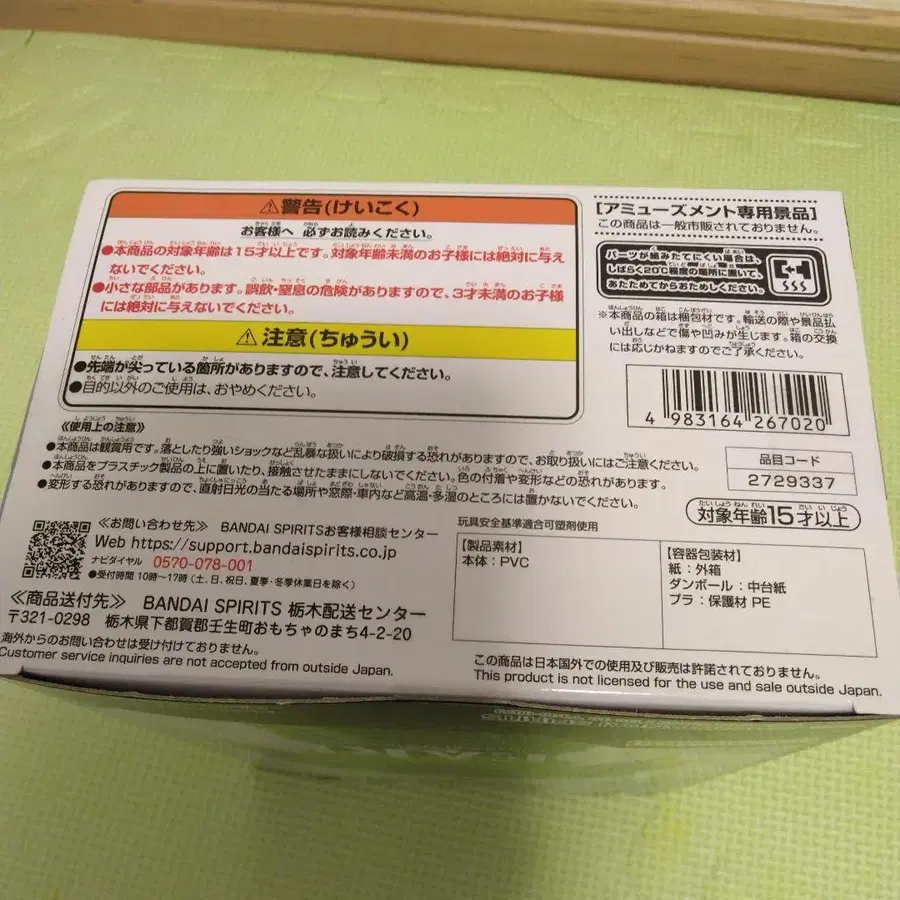 ⚠警告(けいこく)
お客様へ 必ずお読みください。
●本商品の対象年齢は15才以上です。対象年齢未満のお子様には絶対に与え
ないでください。
●小さな部品があります。誤飲・窒息の危険がありますので、3才未満のお子様
には絶対に与えないでください。
⚠注意(ちゅうい)
●先端が尖っている箇所がありますので、注意してください。
●目的以外のご使用は、おやめください。
[アミューズメント専用景品]
この商品は一般市販されておりません。
パーツが組みたてにくい場合は、
しばらく20℃程度の場所に置いて、
あたためてからおためしください。
※本商品の箱は梱包材です。輸送の際や景品払
い出しなどで傷や凹みが生じます。箱の交換
には応じかねますのでご了承ください。
4 983164 267020
品目コード
2729337
対象年齢15才以上
《使用上の注意》
●本商品は観賞用です。落としたり強いショックなど乱暴な扱いにより破損する恐れがありますので、お取り扱いにはご注意ください。
●本商品をプラスチック製品の上に置いたり、接触させたままにしないでください。色の付着や変形などの恐れがあります。
●変形する恐れがありますので、直射日光の当たる場所や窓際・車内など高温・多湿のところには置かないでください。
≪お問い合わせ先≫ BANDAI SPIRITSお客様相談センター
Web https://support.bandaispirits.co.jp
ナビダイヤル 0570-078-001
●受付時間 10時〜17時 (土、日、祝日、夏季・冬季休業日を除く)
≪商品送付先≫ BANDAI SPIRITS 栃木配送センター
〒321-0298 栃木県下都賀郡壬生町おもちゃのまち4-2-20
海外からのお問い合わせは受け付けておりません。
Customer service inquiries are not accepted from outside Japan.
玩具安全基準適合可塑剤使用
【製品素材】
本体：PVC
【容器包装材】
紙：外箱
ダンボール：中台紙
プラ：保護材 PE
この商品は日本国外での使用及び販売は許諾されておりません。
This product is not licensed for the use and sale outside Japan.